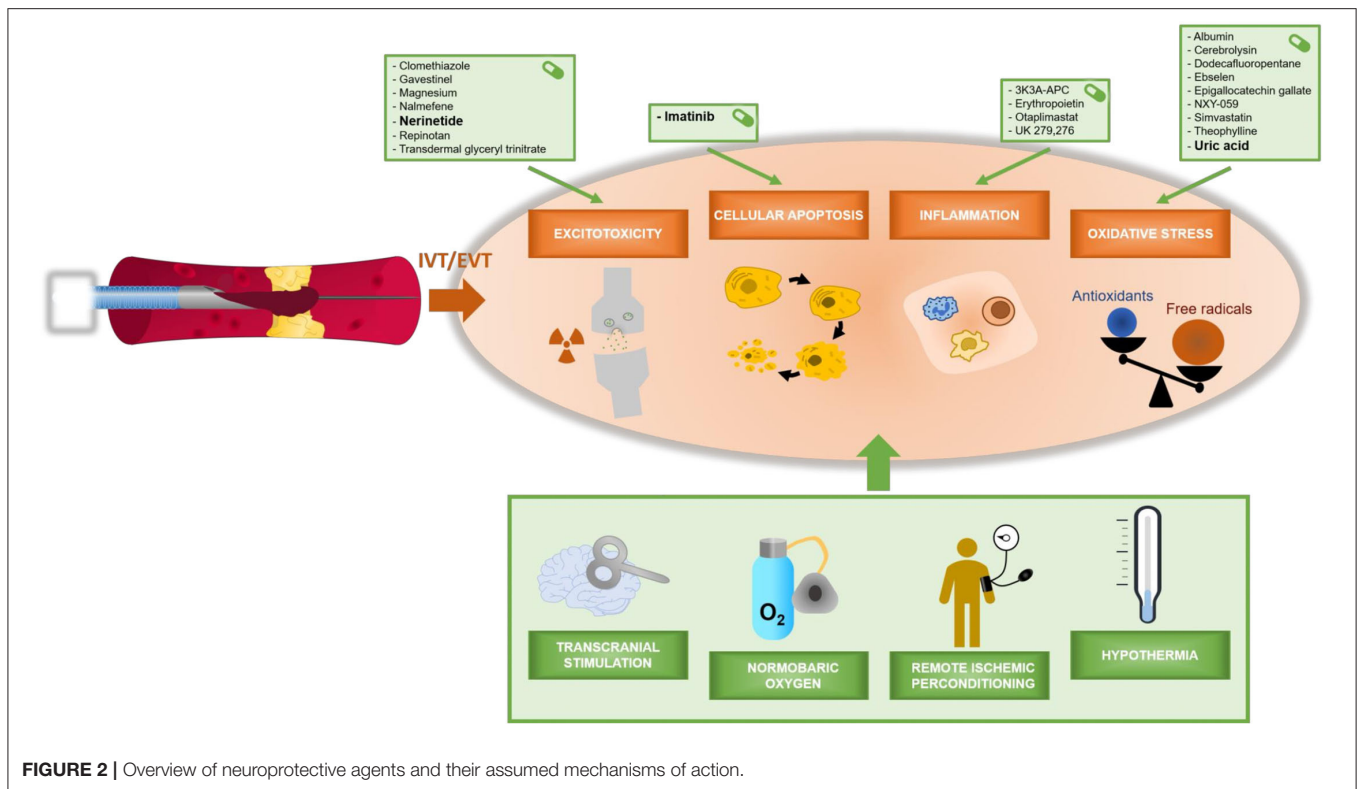 - Clomethiazole
- Gavestinel
- Magnesium
- Nalmefene
- Nerinetide
- Repinotan
- Transdermal glyceryl trinitrate
- Imatinib
- 3K3A-APC
- Erythropoietin
- Otaplimastat
- UK 279,276
- Albumin
- Cerebrolysin
- Dodecafluoropentane
- Ebselen
- Epigallocatechin gallate
- NXY-059
- Simvastatin
- Theophylline
- Uric acid
IVT/EVT
EXCITOTOXICITY
CELLULAR APOPTOSIS
INFLAMMATION
OXIDATIVE STRESS
Antioxidants
Free radicals
O2
TRANSCRANIAL
STIMULATION
NORMOBARIC
OXYGEN
REMOTE ISCHEMIC
PERCONDITIONING
HYPOTHERMIA
FIGURE 2 | Overview of neuroprotective agents and their assumed mechanisms of action.